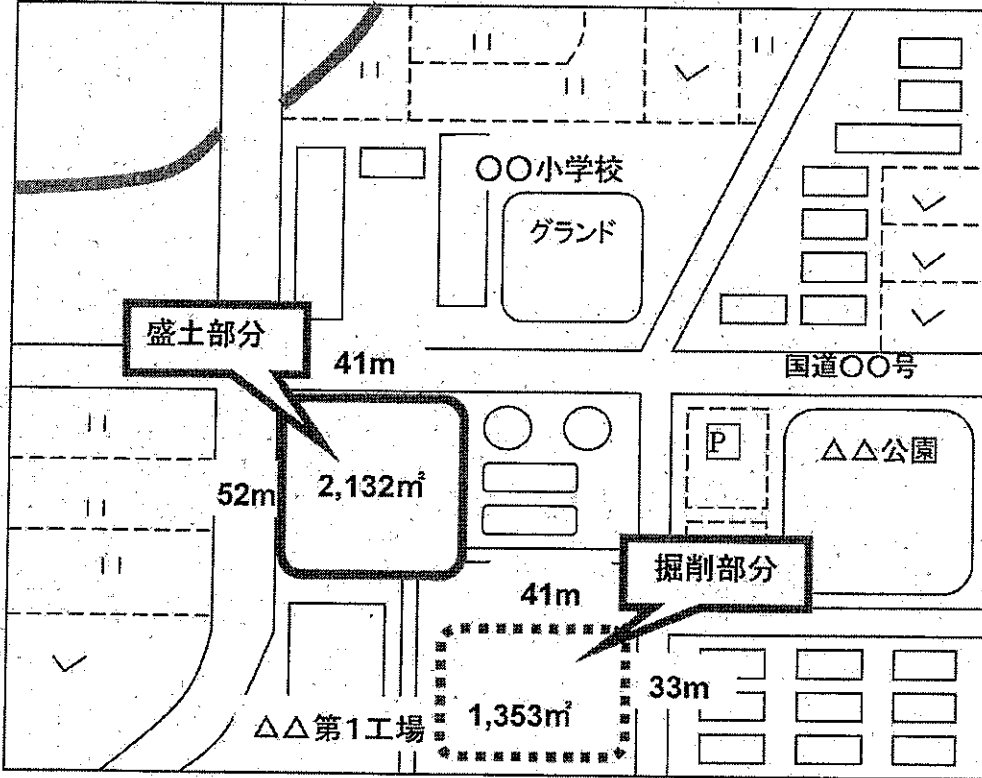 〇〇小学校
グランド
盛土部分
41m
国道〇〇号
P
△△公園
52m
2,132㎡
掘削部分
41m
33m
1,353㎡
△△第1工場